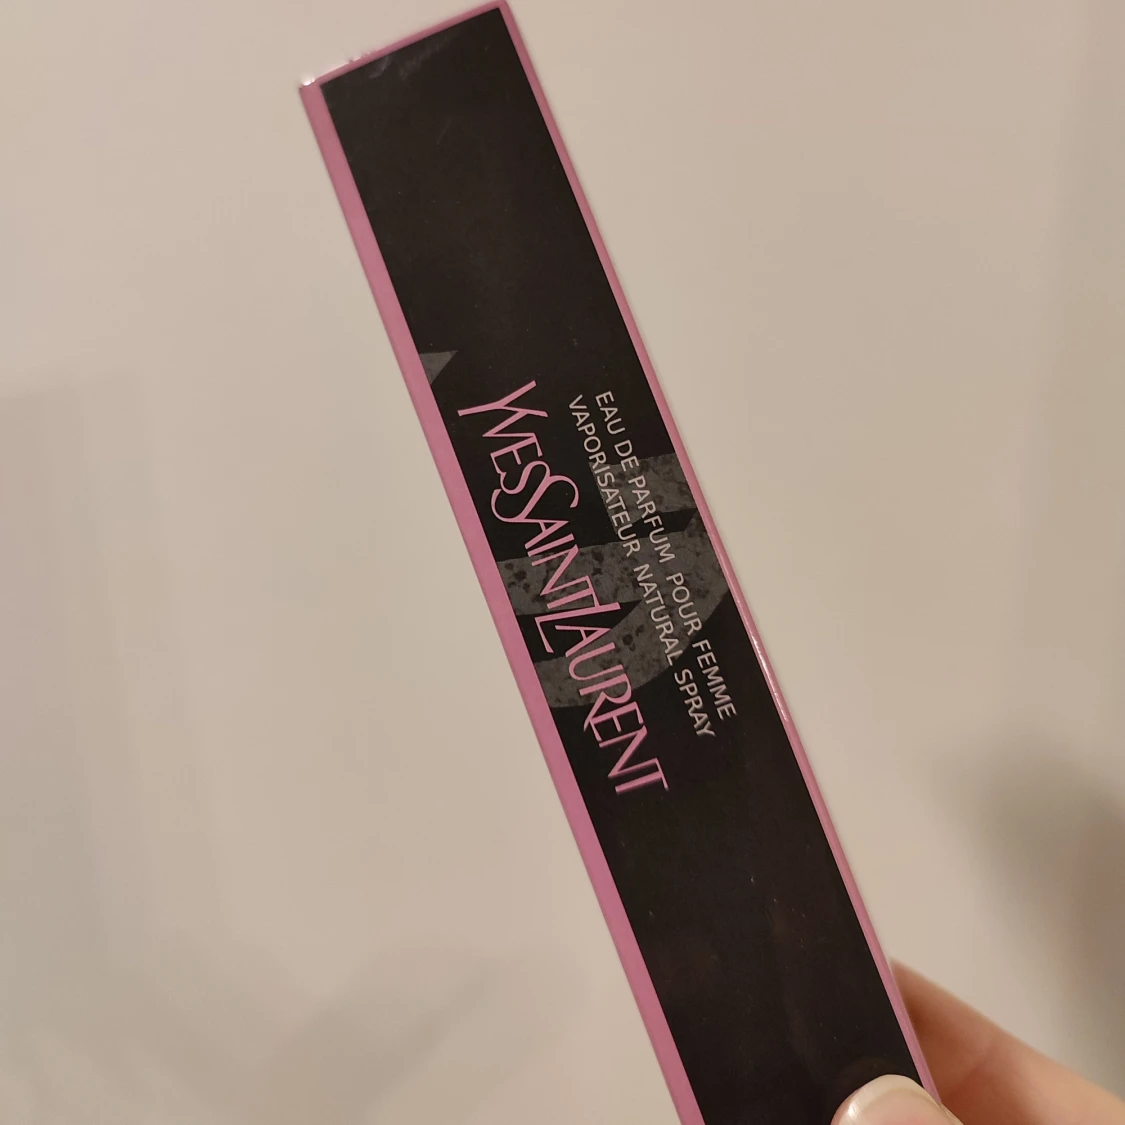 EAU DE PARFUM POUR FEMME
VAPORISATEUR NATURAL SPRAY
YVESSAINTLAURENT